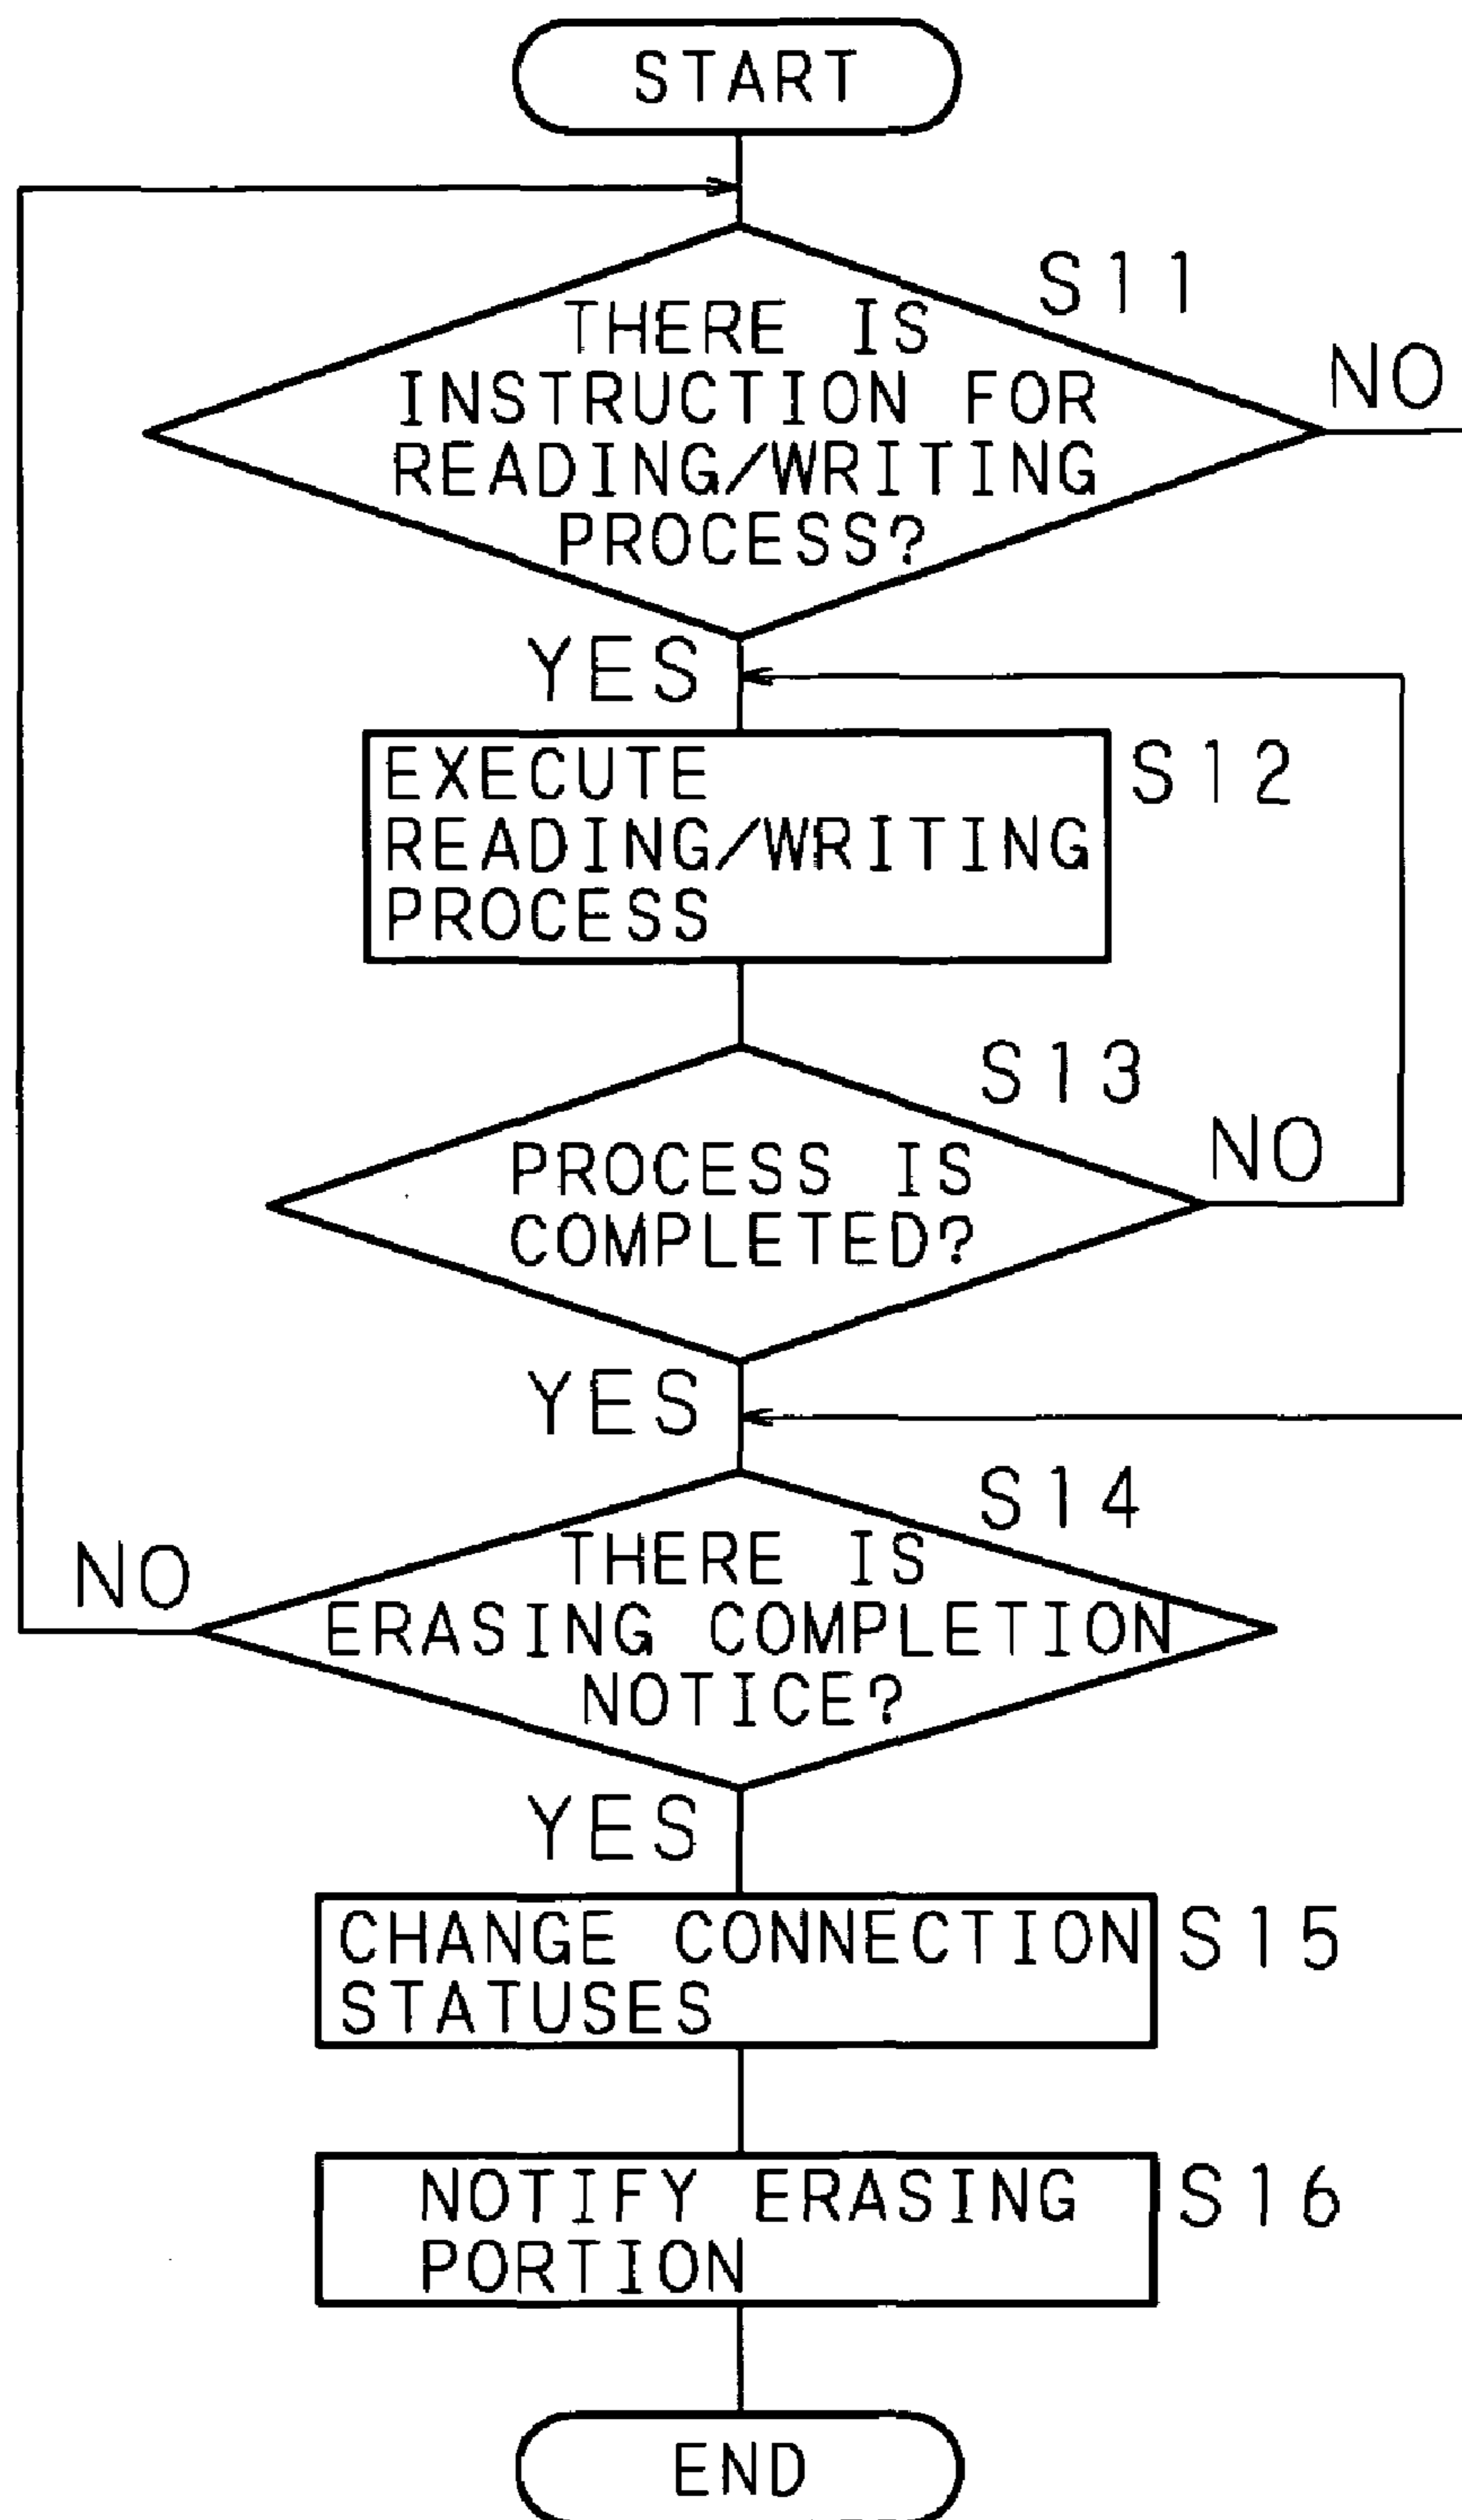 START
S11
THERE IS
INSTRUCTION FOR
READING/WRITING
PROCESS?
NO
YES
EXECUTE
READING/WRITING
PROCESS
S12
S13
PROCESS IS
COMPLETED?
NO
YES
S14
THERE IS
ERASING COMPLETION
NOTICE?
NO
YES
CHANGE CONNECTION
STATUSES
S15
NOTIFY ERASING
PORTION
S16
END